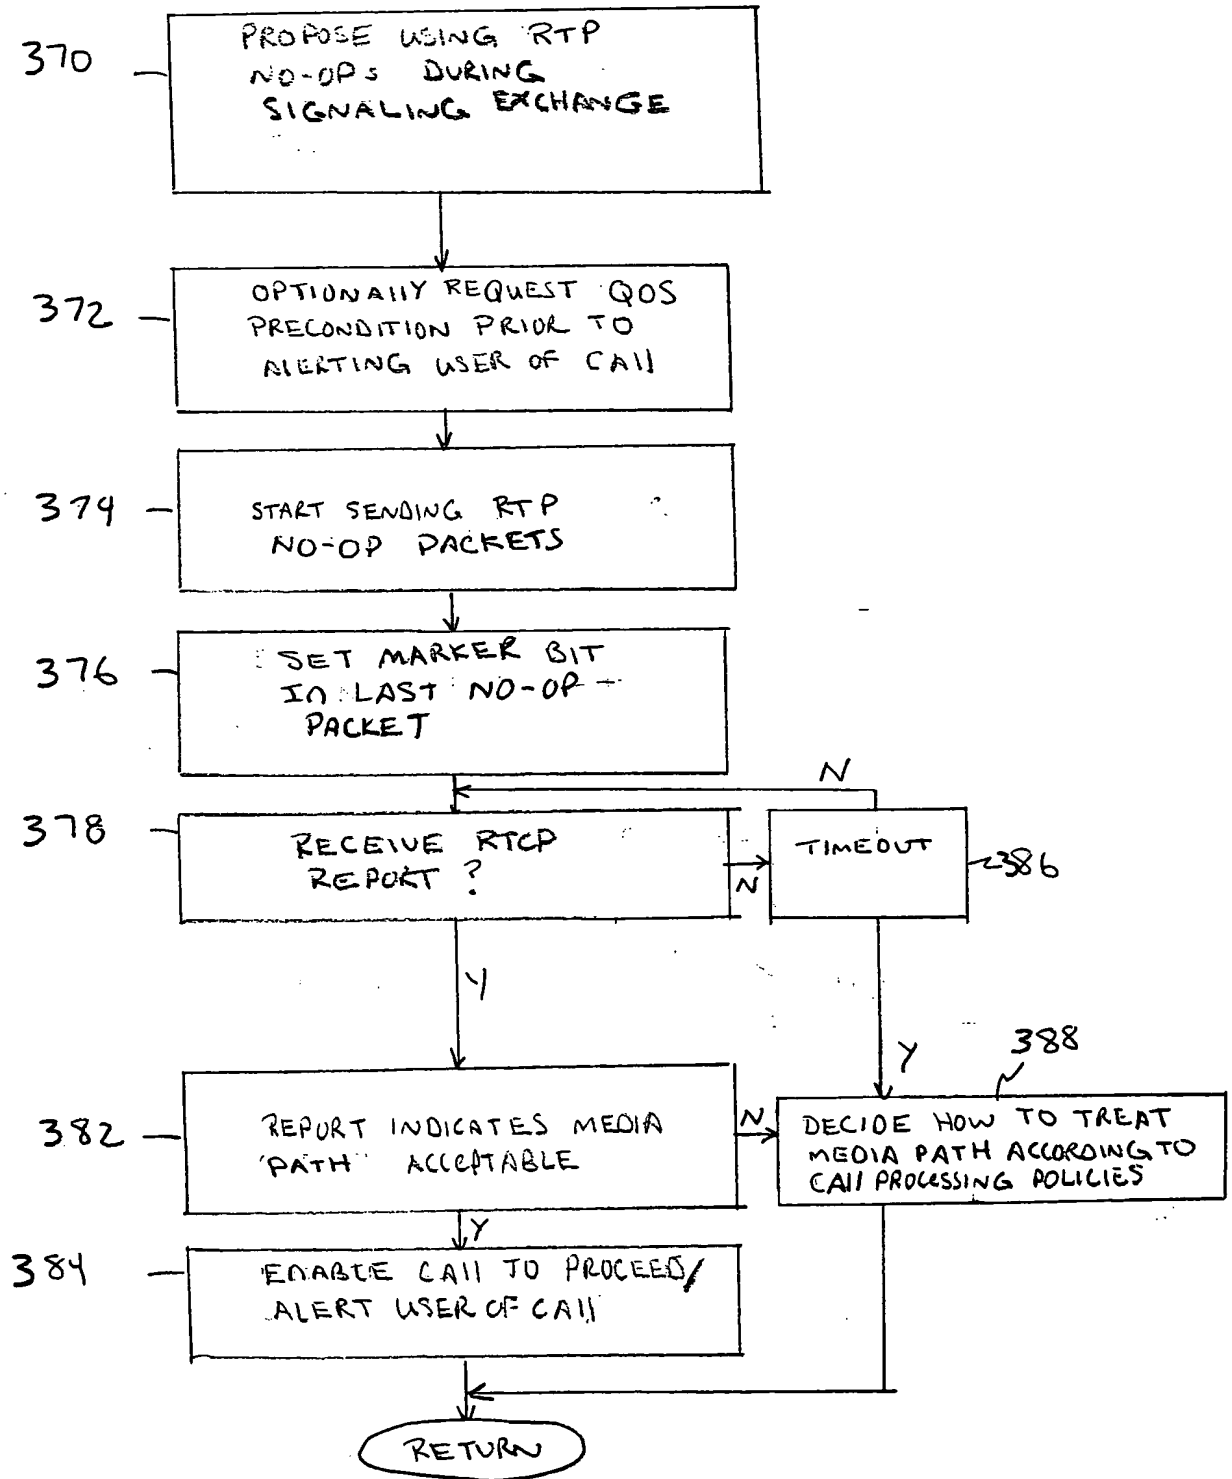 370
PROPOSE USING RTP
NO-OPs DURING
SIGNALING EXCHANGE
372
OPTIONALLY REQUEST QOS
PRECONDITION PRIOR TO
ALERTING USER OF CALL
374
START SENDING RTP
NO-OP PACKETS
376
SET MARKER BIT
IN LAST NO-OP
PACKET
N
378
RECEIVE RTCP
REPORT ?
N
TIMEOUT
386
Y
Y
388
382
REPORT INDICATES MEDIA
PATH ACCEPTABLE
N
DECIDE HOW TO TREAT
MEDIA PATH ACCORDING TO
CALL PROCESSING POLICIES
Y
384
ENABLE CALL TO PROCEED/
ALERT USER OF CALL
RETURN